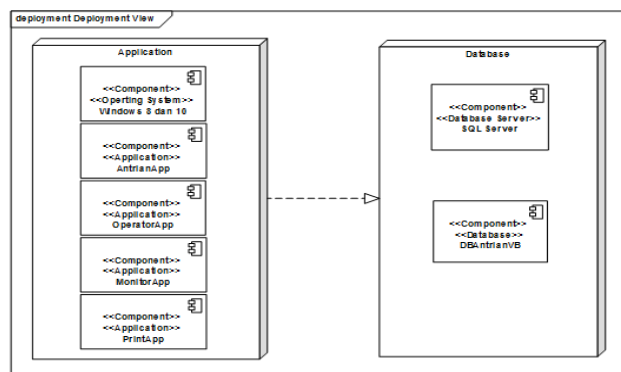 deployment Deployment View
Application
<<Component>>
<<Operting System>>
Windows 8 dan 10
<<Component>>
<<Application>>
AntrianApp
<<Component>>
<<Application>>
OperatorApp
<<Component>>
<<Application>>
MonitorApp
<<Component>>
<<Application>>
PrintApp
Database
<<Component>>
<<Database Server>>
SQL Server
<<Component>>
<<Database>>
DBAntrianVB